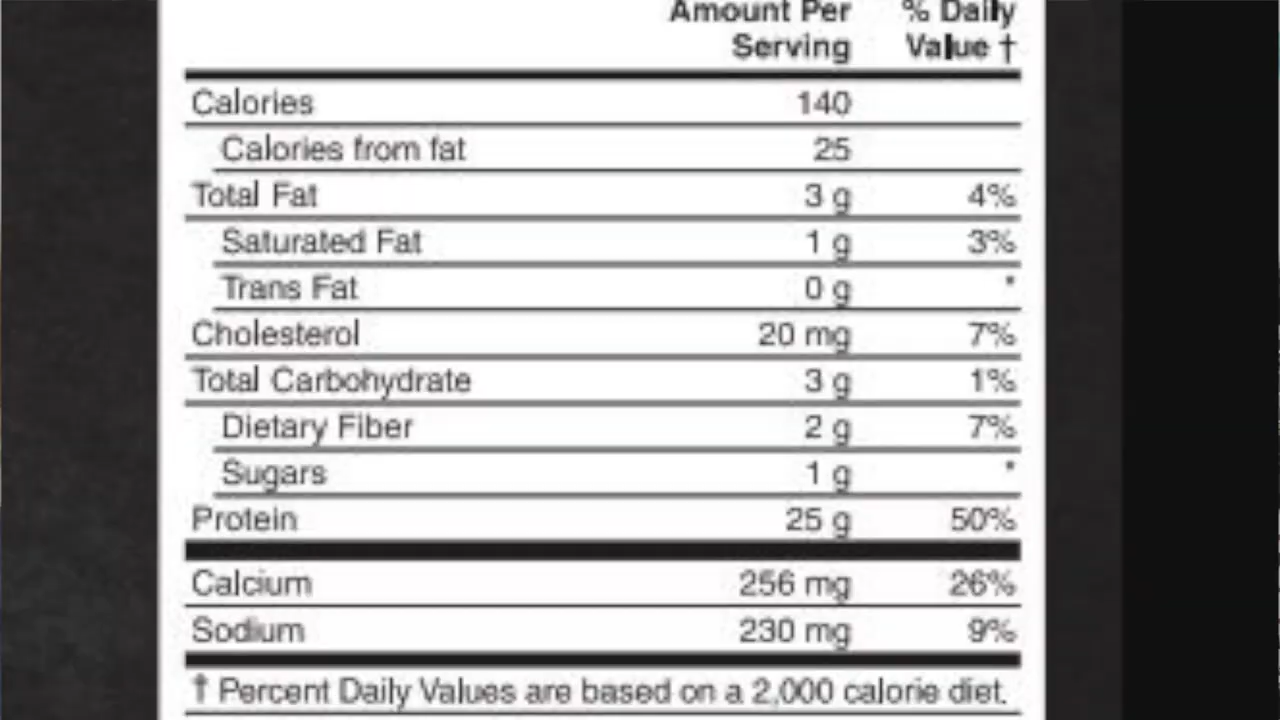 Amount Per % Daily
Serving Value †
Calories 140
Calories from fat 25
Total Fat 3 g 4%
Saturated Fat 1 g 3%
Trans Fat 0 g *
Cholesterol 20 mg 7%
Total Carbohydrate 3 g 1%
Dietary Fiber 2 g 7%
Sugars 1 g *
Protein 25 g 50%
Calcium 256 mg 26%
Sodium 230 mg 9%
† Percent Daily Values are based on a 2,000 calorie diet.